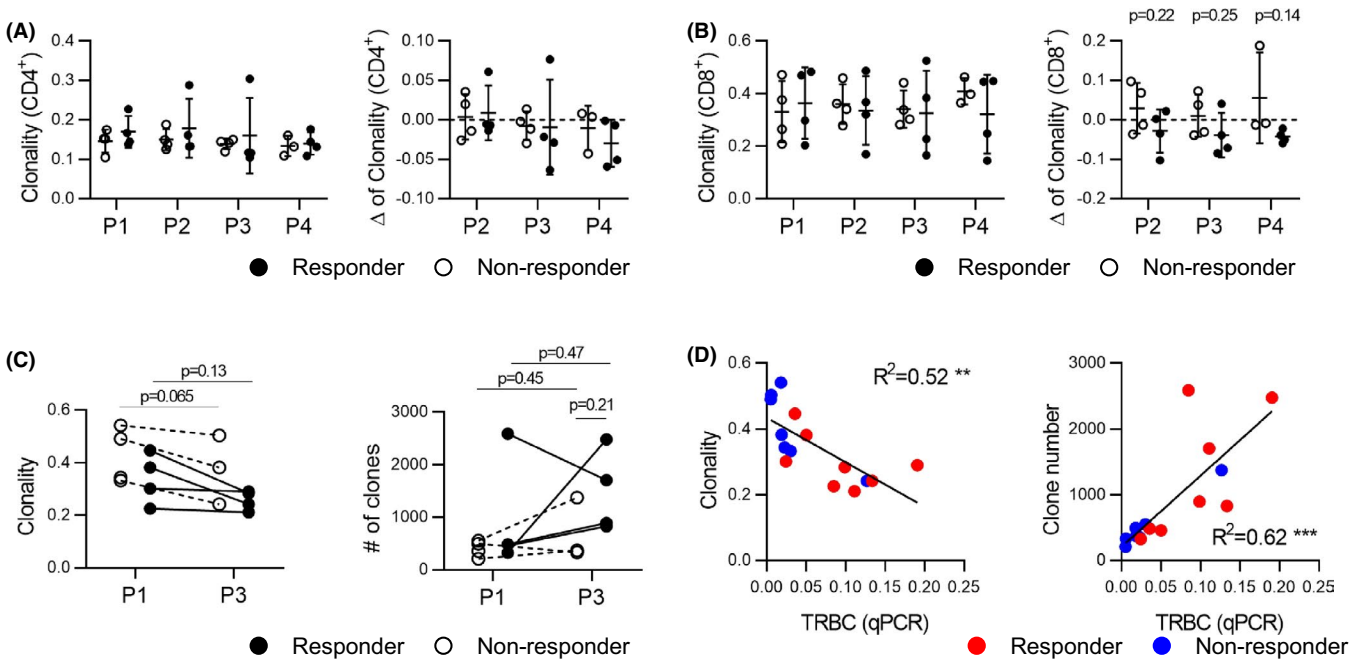 (A)
Clonality (CD4+)
0.4
0.3
0.2
0.1
0.0
P1 P2 P3 P4
Δ of Clonality (CD4+)
0.10
0.05
0.00
-0.05
-0.10
P2 P3 P4
Responder Non-responder
(B)
Clonality (CD8+)
0.6
0.4
0.2
0.0
P1 P2 P3 P4
p=0.22 p=0.25 p=0.14
Δ of Clonality (CD8+)
0.2
0.1
0.0
-0.1
-0.2
P2 P3 P4
Responder Non-responder
(C)
p=0.13
p=0.065
Clonality
0.6
0.4
0.2
0.0
P1 P3
p=0.47
p=0.45
p=0.21
# of clones
3000
2000
1000
0
P1 P3
Responder Non-responder
(D)
R2=0.52 **
Clonality
0.6
0.4
0.2
0.0
0.00 0.05 0.10 0.15 0.20 0.25
TRBC (qPCR)
Clone number
3000
2000
1000
0
R2=0.62 ***
0.00 0.05 0.10 0.15 0.20 0.25
TRBC (qPCR)
Responder Non-responder